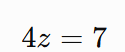 4z = 7